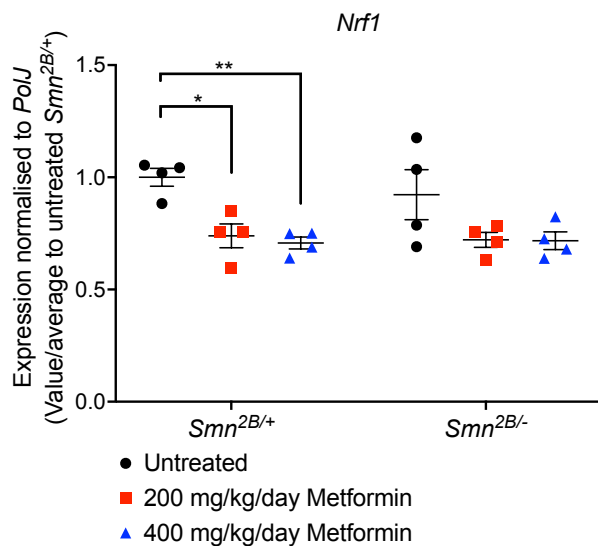 Nrf1
Expression normalised to PolJ
(Value/average to untreated Smn2B/+)
1.5
1.0
0.5
0.0
**
*
Smn2B/+
Smn2B/-
Untreated
200 mg/kg/day Metformin
400 mg/kg/day Metformin